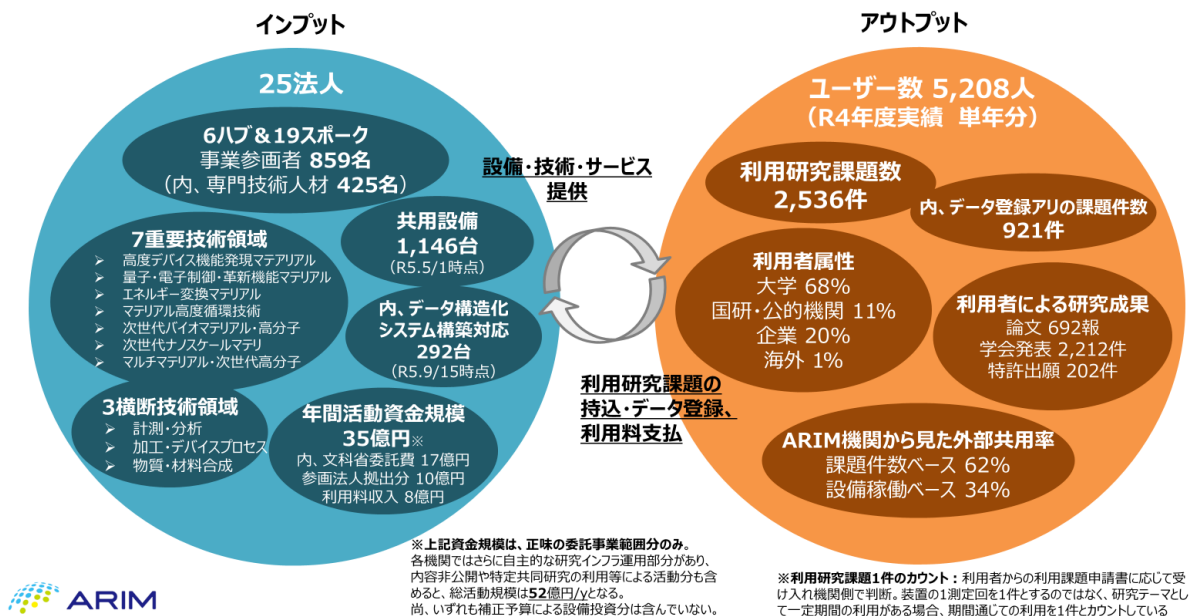 インプット
アウトプット
25法人
6ハブ&19スポーク
事業参画者 859名
（内、専門技術人材 425名）
共用設備
1,146台
（R5.5/1時点）
7重要技術領域
➢ 高度デバイス機能発現マテアリアル
➢ 量子・電子制御・革新機能マテリアル
➢ エネルギー変換マテリアル
➢ マテリアル高度循環技術
➢ 次世代バイオマテリアル・高分子
➢ 次世代ナノスケールマテリ
➢ マルチマテリアル・次世代高分子
内、データ構造化
システム構築対応
292台
（R5.9/15時点）
3横断技術領域
➢ 計測・分析
➢ 加工・デバイスプロセス
➢ 物質・材料合成
年間活動資金規模
35億円※
内、文科省委託費 17億円
参画法人拠出分 10億円
利用料収入 8億円
設備・技術・サービス
提供
利用研究課題の
持込・データ登録、
利用料支払
ユーザー数 5,208人
（R4年度実績 単年分）
利用研究課題数
2,536件
内、データ登録アリの課題件数
921件
利用者属性
大学 68%
国研・公的機関 11%
企業 20%
海外 1%
利用者による研究成果
論文 692報
学会発表 2,212件
特許出願 202件
ARIM機関から見た外部共用率
課題件数ベース 62%
設備稼働ベース 34%
※上記資金規模は、正味の委託事業範囲分のみ。
各機関ではさらに自主的な研究インフラ運用部分があり、
内容非公開や特定共同研究の利用等による活動分も含
めると、総活動規模は52億円/yとなる。
尚、いずれも補正予算による設備投資分は含んでいない。
※利用研究課題1件のカウント：利用者からの利用課題申請書に応じて受
け入れ機関側で判断。装置の1測定回を1件とするのではなく、研究テーマとし
て一定期間の利用がある場合、期間通じての利用を1件とカウントしている
ARIM